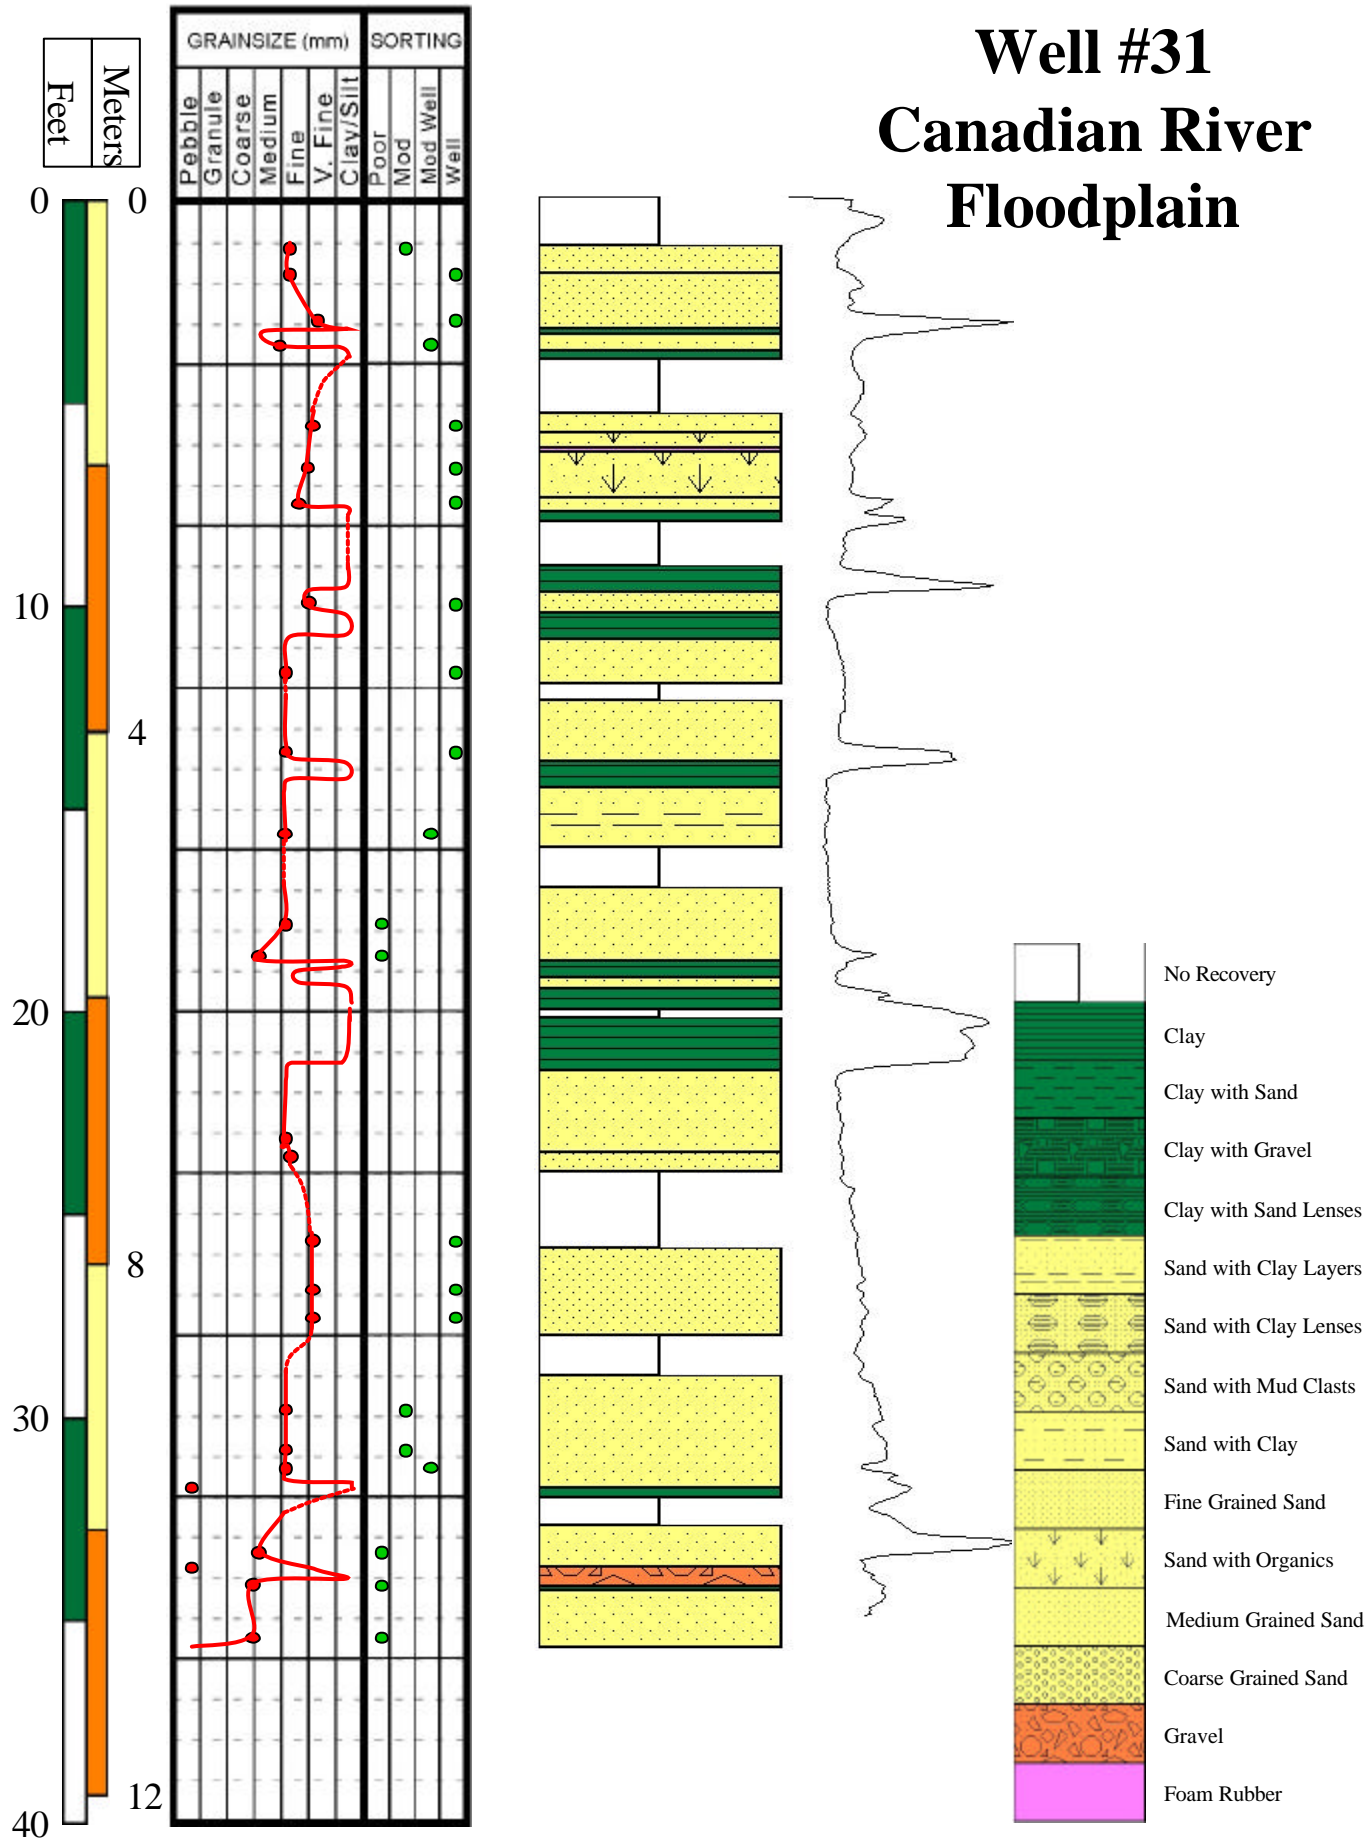 Well #31
Canadian River
Floodplain
Feet
Meters
GRAINSIZE (mm)
SORTING
Pebble
Granule
Coarse
Medium
Fine
V. Fine
Clay/Silt
Poor
Mod
Mod Well
Well
0
0
10
4
20
8
30
12
40
No Recovery
Clay
Clay with Sand
Clay with Gravel
Clay with Sand Lenses
Sand with Clay Layers
Sand with Clay Lenses
Sand with Mud Clasts
Sand with Clay
Fine Grained Sand
Sand with Organics
Medium Grained Sand
Coarse Grained Sand
Gravel
Foam Rubber